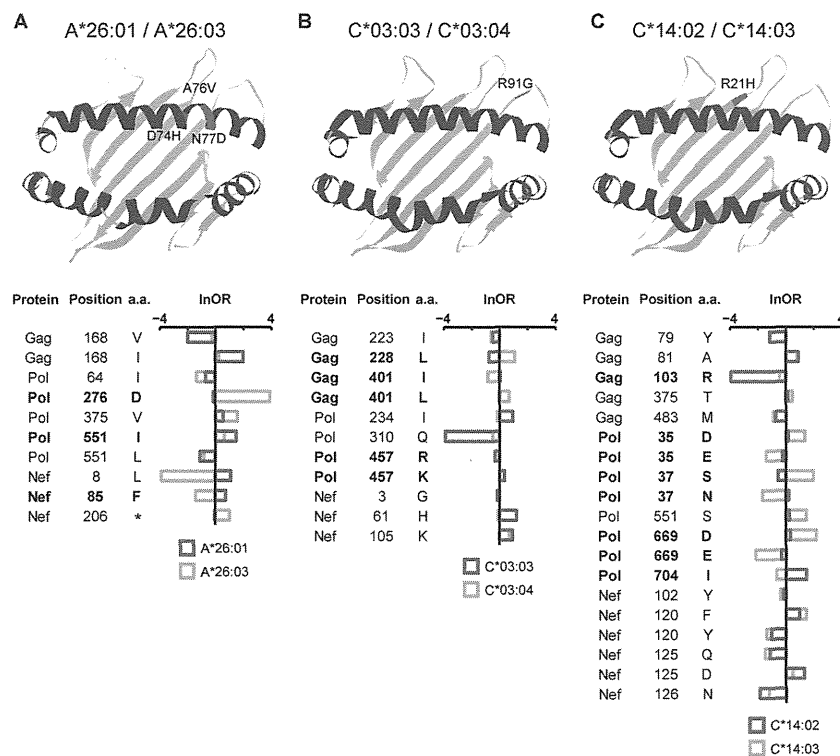 A
A*26:01 / A*26:03
A76V
D74H
N77D
Protein Position a.a. lnOR
−4 4
Gag 168 V
Gag 168 I
Pol 64 I
Pol 276 D
Pol 375 V
Pol 551 I
Pol 551 L
Nef 8 L
Nef 85 F
Nef 206 *
A*26:01
A*26:03
B
C*03:03 / C*03:04
R91G
Protein Position a.a. lnOR
−4 4
Gag 223 I
Gag 228 L
Gag 401 I
Gag 401 L
Pol 234 I
Pol 310 Q
Pol 457 R
Pol 457 K
Nef 3 G
Nef 61 H
Nef 105 K
C*03:03
C*03:04
C
C*14:02 / C*14:03
R21H
Protein Position a.a. lnOR
−4 4
Gag 79 Y
Gag 81 A
Gag 103 R
Gag 375 T
Gag 483 M
Pol 35 D
Pol 35 E
Pol 37 S
Pol 37 N
Pol 551 S
Pol 669 D
Pol 669 E
Pol 704 I
Nef 102 Y
Nef 120 F
Nef 120 Y
Nef 125 Q
Nef 125 D
Nef 126 N
C*14:02
C*14:03